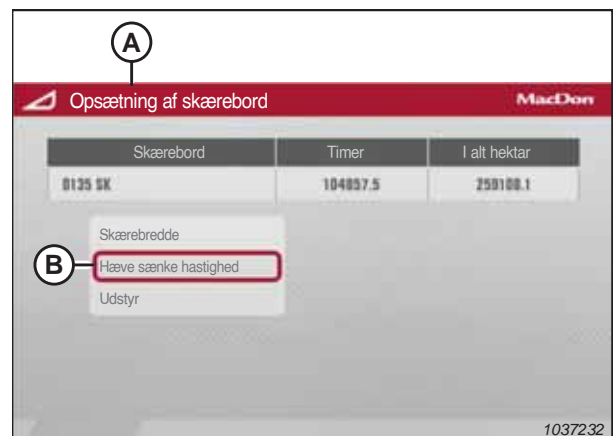 A
Opsætning af skærebord MacDon
Skærebord Timer I alt hektar
D135 SK 104857.5 259108.1
Skærebredde
B Hæve sænke hastighed
Udstyr
1037232